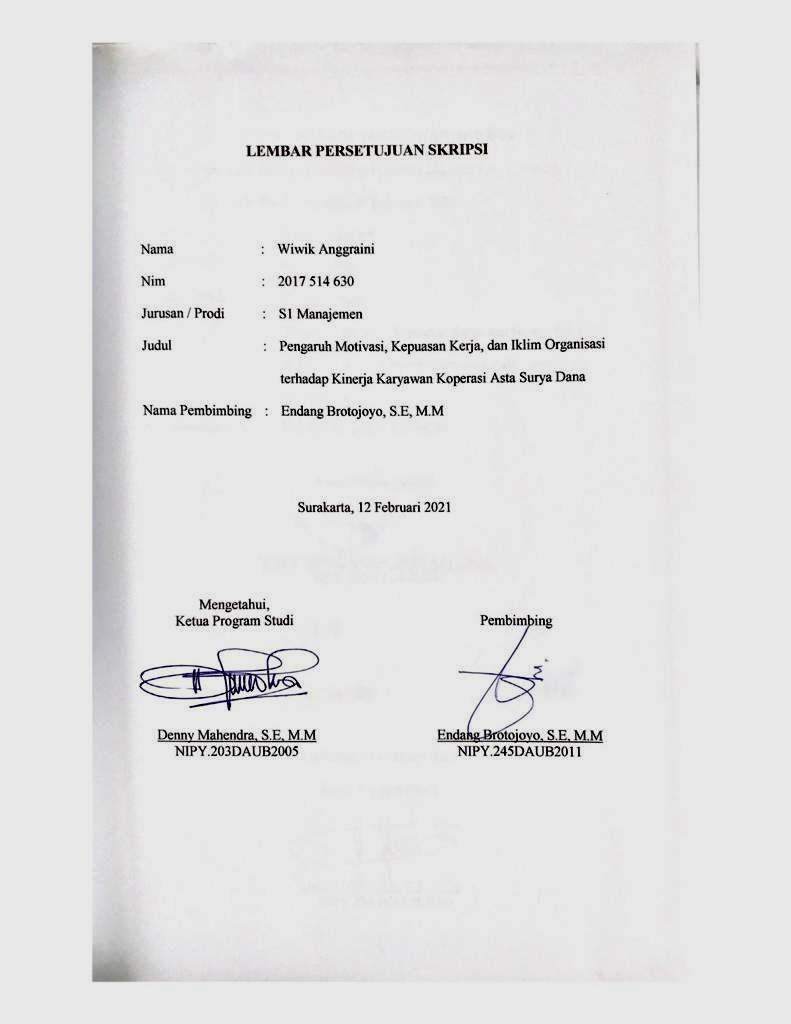 LEMBAR PERSETUJUAN SKRIPSI
Nama : Wiwik Anggraini
Nim : 2017 514 630
Jurusan / Prodi : S1 Manajemen
Judul : Pengaruh Motivasi, Kepuasan Kerja, dan Iklim Organisasi
terhadap Kinerja Karyawan Koperasi Asta Surya Dana
Nama Pembimbing : Endang Brotojoyo, S.E, M.M
Surakarta, 12 Februari 2021
Mengetahui,
Ketua Program Studi
Pembimbing
Denny Mahendra, S.E, M.M
NIPY.203DAUB2005
Endang Brotojoyo, S.E, M.M
NIPY.245DAUB2011